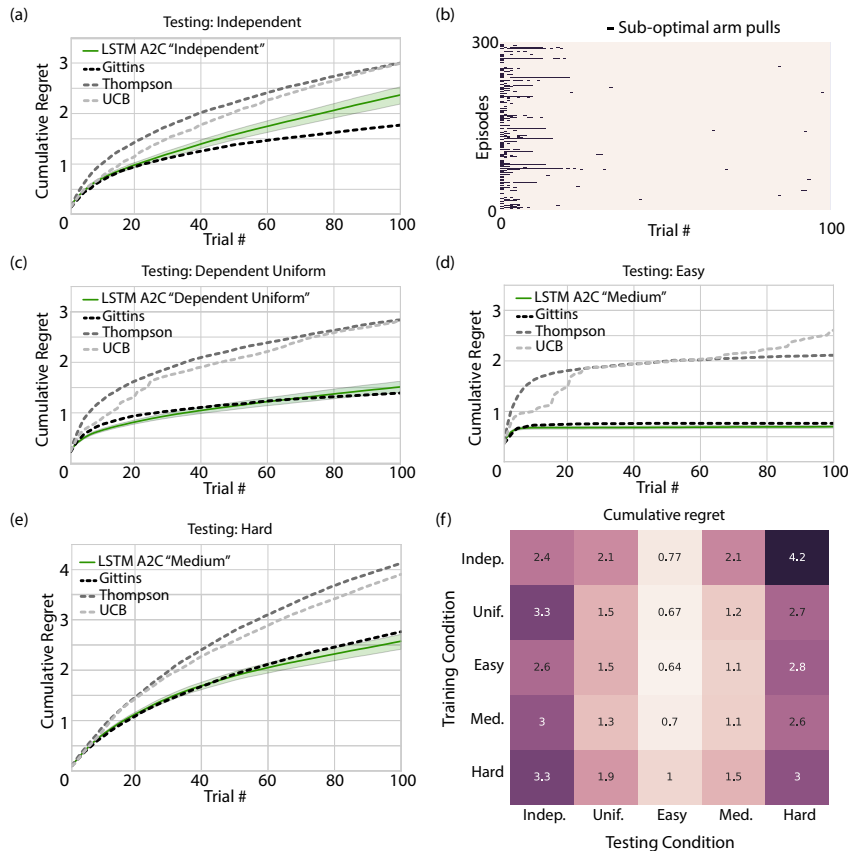 (a)
Testing: Independent
LSTM A2C "Independent"
Gittins
Thompson
UCB
Cumulative Regret
3
2
1
0
20
40
60
80
100
Trial #
(b)
Sub-optimal arm pulls
300
Episodes
0
0
100
Trial #
(c)
Testing: Dependent Uniform
LSTM A2C "Dependent Uniform"
Gittins
Thompson
UCB
Cumulative Regret
3
2
1
0
20
40
60
80
100
Trial #
(d)
Testing: Easy
LSTM A2C "Medium"
Gittins
Thompson
UCB
Cumulative Regret
3
2
1
0
20
40
60
80
100
Trial #
(e)
Testing: Hard
LSTM A2C "Medium"
Gittins
Thompson
UCB
Cumulative Regret
4
3
2
1
0
20
40
60
80
100
Trial #
(f)
Cumulative regret
Training Condition
Indep. 2.4 2.1 0.77 2.1 4.2
Unif. 3.3 1.5 0.67 1.2 2.7
Easy 2.6 1.5 0.64 1.1 2.8
Med. 3 1.3 0.7 1.1 2.6
Hard 3.3 1.9 1 1.5 3
Indep. Unif. Easy Med. Hard
Testing Condition